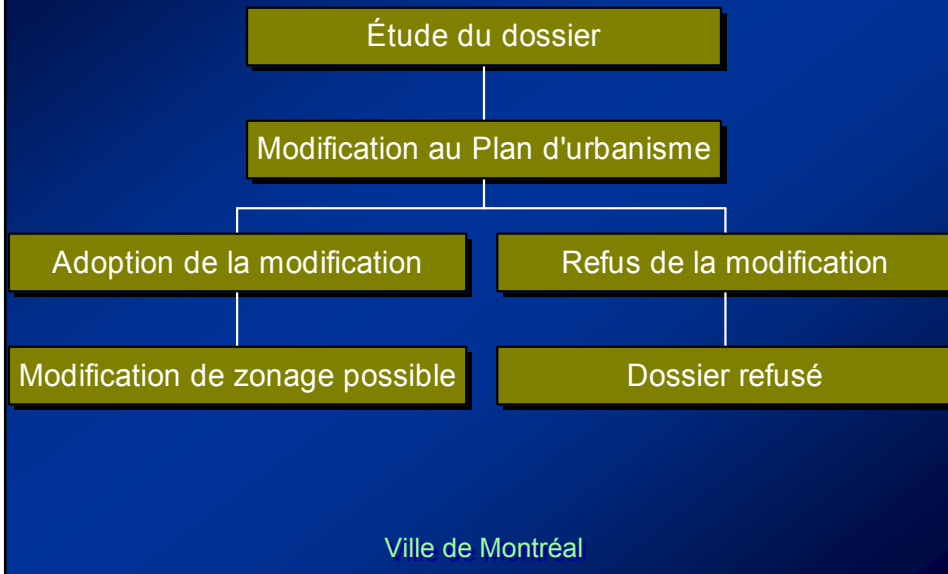 Étude du dossier
Modification au Plan d'urbanisme
Adoption de la modification
Refus de la modification
Modification de zonage possible
Dossier refusé
Ville de Montréal